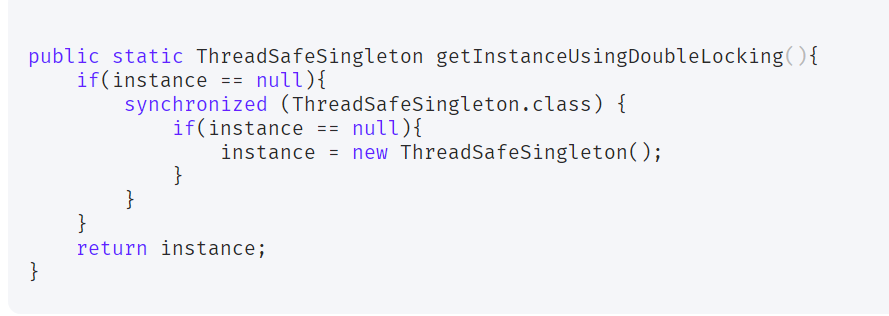 public static ThreadSafeSingleton getInstanceUsingDoubleLocking(){
    if(instance == null){
        synchronized (ThreadSafeSingleton.class) {
            if(instance == null){
                instance = new ThreadSafeSingleton();
            }
        }
    }
    return instance;
}